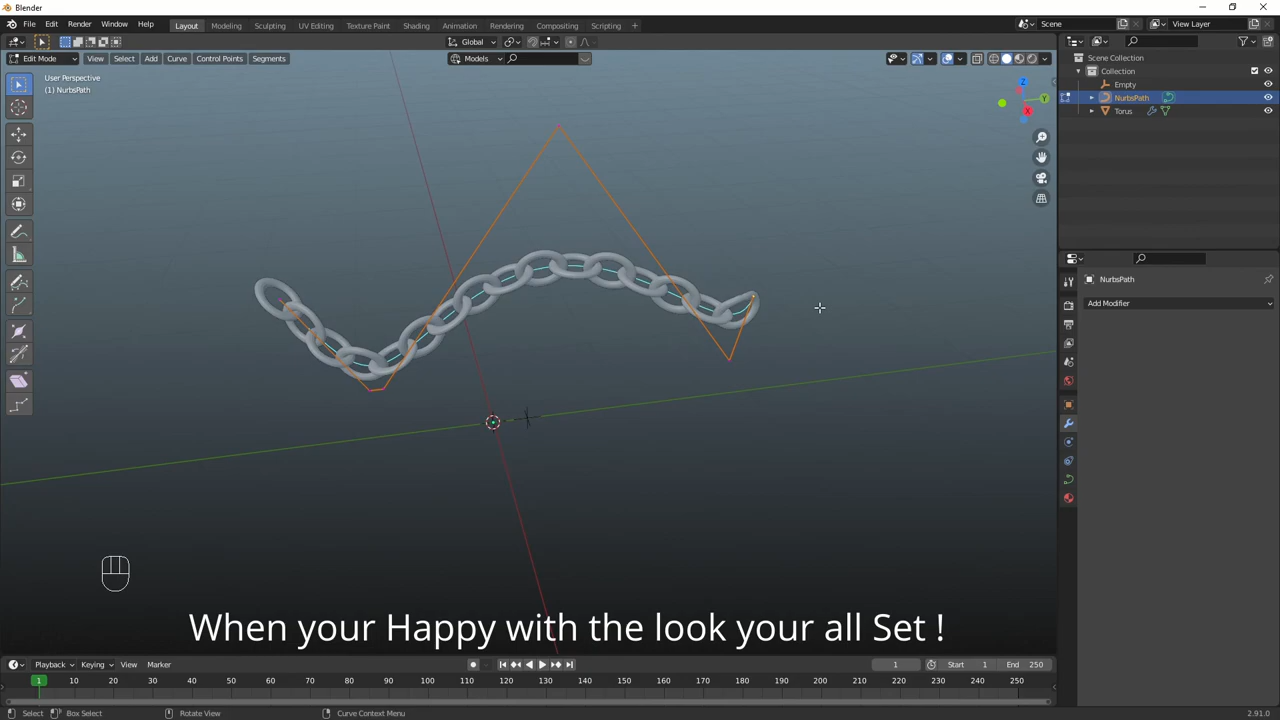 Blender
File Edit Render Window Help
Layout Modeling Sculpting UV Editing Texture Paint Shading Animation Rendering Compositing Scripting +
Scene
View Layer
Global
Edit Mode View Select Add Curve Control Points Segments
Models
User Perspective
(1) NurbsPath
Z
Y
X
Scene Collection
Collection
Empty
NurbsPath
Torus
NurbsPath
Add Modifier
When your Happy with the look your all Set !
Playback Keying View Marker
1
Start 1
End 250
1 10 20 30 40 50 60 70 80 90 100 110 120 130 140 150 160 170 180 190 200 210 220 230 240 250
Select Box Select Rotate View Curve Context Menu
2.91.0